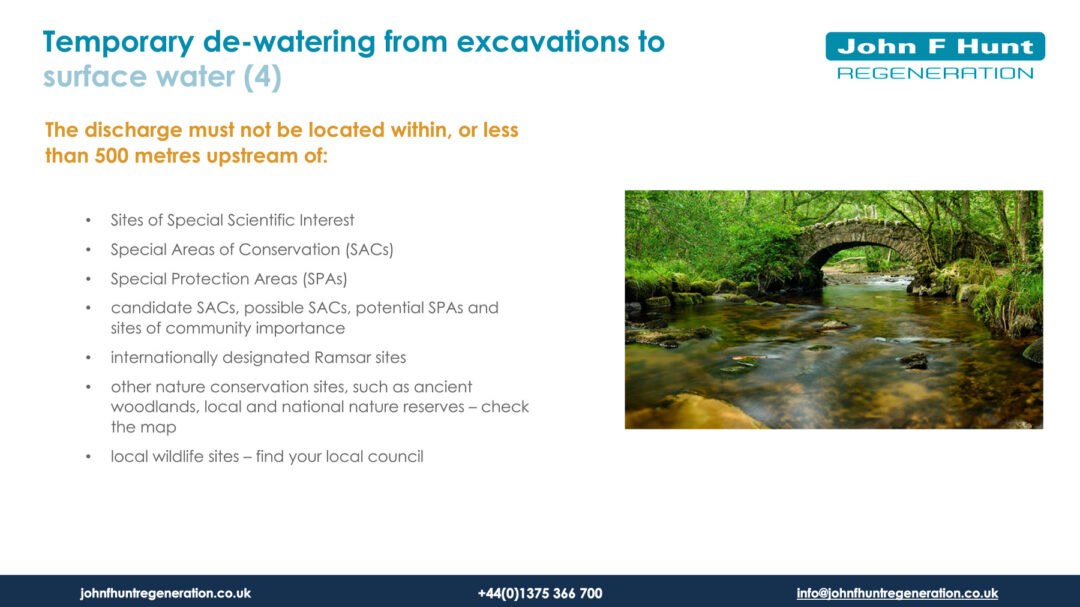 Temporary de-watering from excavations to
surface water (4)
John F Hunt
REGENERATION
The discharge must not be located within, or less
than 500 metres upstream of:
• Sites of Special Scientific Interest
• Special Areas of Conservation (SACs)
• Special Protection Areas (SPAs)
• candidate SACs, possible SACs, potential SPAs and
sites of community importance
• internationally designated Ramsar sites
• other nature conservation sites, such as ancient
woodlands, local and national nature reserves – check
the map
• local wildlife sites – find your local council
johnfhuntregeneration.co.uk
+44(0)1375 366 700
info@johnfhuntregeneration.co.uk